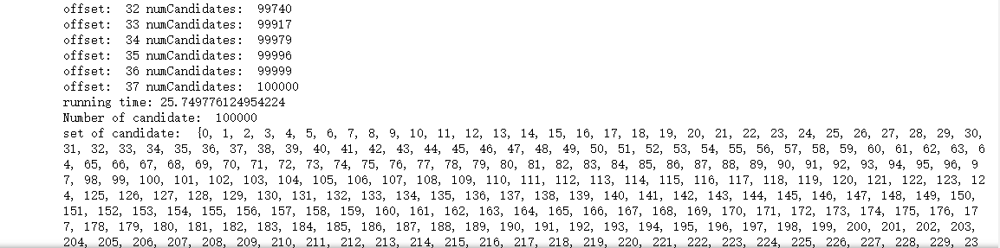 offset:  32 numCandidates:  99740
offset:  33 numCandidates:  99917
offset:  34 numCandidates:  99979
offset:  35 numCandidates:  99996
offset:  36 numCandidates:  99999
offset:  37 numCandidates:  100000
running time: 25.749776124954224
Number of candidate:  100000
set of candidate:  {0, 1, 2, 3, 4, 5, 6, 7, 8, 9, 10, 11, 12, 13, 14, 15, 16, 17, 18, 19, 20, 21, 22, 23, 24, 25, 26, 27, 28, 29, 30,
31, 32, 33, 34, 35, 36, 37, 38, 39, 40, 41, 42, 43, 44, 45, 46, 47, 48, 49, 50, 51, 52, 53, 54, 55, 56, 57, 58, 59, 60, 61, 62, 63, 6
4, 65, 66, 67, 68, 69, 70, 71, 72, 73, 74, 75, 76, 77, 78, 79, 80, 81, 82, 83, 84, 85, 86, 87, 88, 89, 90, 91, 92, 93, 94, 95, 96, 9
7, 98, 99, 100, 101, 102, 103, 104, 105, 106, 107, 108, 109, 110, 111, 112, 113, 114, 115, 116, 117, 118, 119, 120, 121, 122, 123, 12
4, 125, 126, 127, 128, 129, 130, 131, 132, 133, 134, 135, 136, 137, 138, 139, 140, 141, 142, 143, 144, 145, 146, 147, 148, 149, 150,
151, 152, 153, 154, 155, 156, 157, 158, 159, 160, 161, 162, 163, 164, 165, 166, 167, 168, 169, 170, 171, 172, 173, 174, 175, 176, 17
7, 178, 179, 180, 181, 182, 183, 184, 185, 186, 187, 188, 189, 190, 191, 192, 193, 194, 195, 196, 197, 198, 199, 200, 201, 202, 203,
204, 205, 206, 207, 208, 209, 210, 211, 212, 213, 214, 215, 216, 217, 218, 219, 220, 221, 222, 223, 224, 225, 226, 227, 228, 229, 23